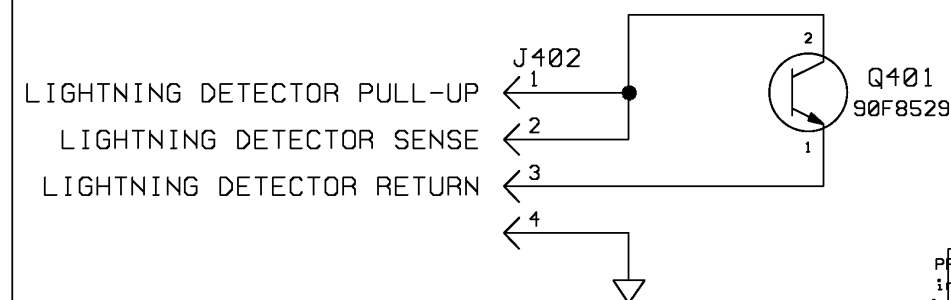 J402
LIGHTNING DETECTOR PULL-UP 1
LIGHTNING DETECTOR SENSE 2
LIGHTNING DETECTOR RETURN 3
4
2
Q401
90F8529
1